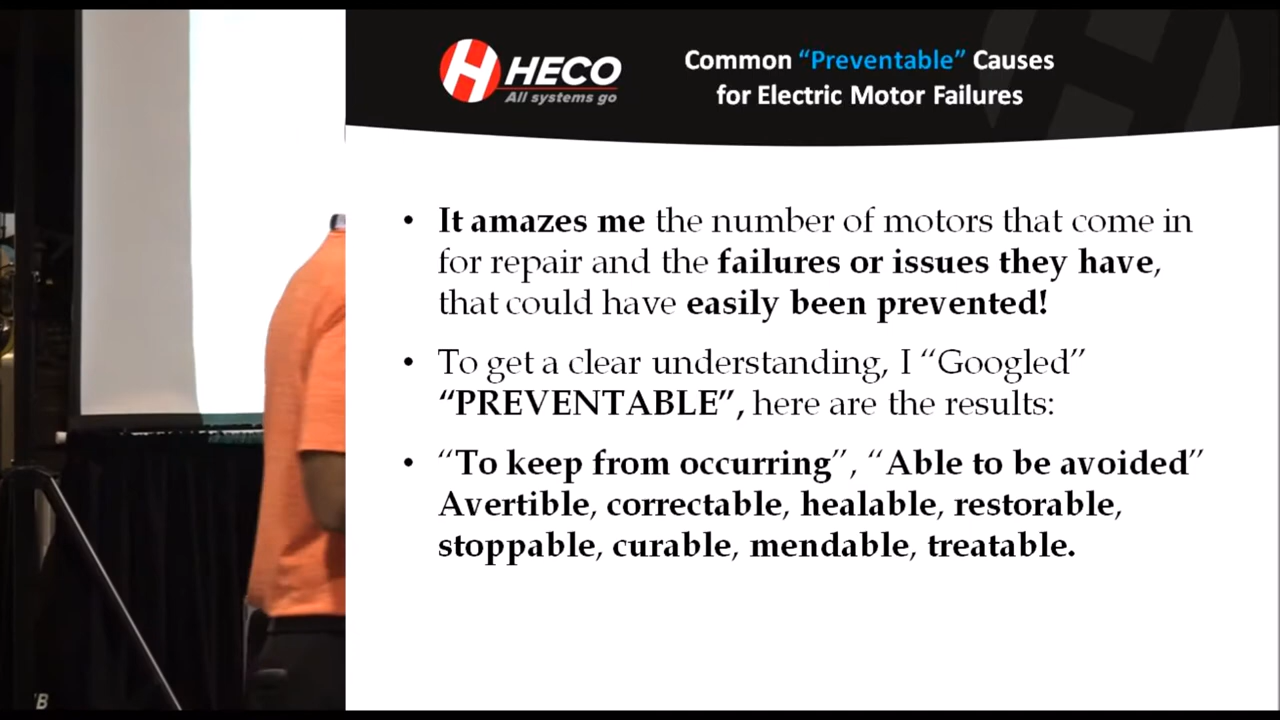 HECO
All systems go
Common “Preventable” Causes
for Electric Motor Failures
• It amazes me the number of motors that come in
for repair and the failures or issues they have,
that could have easily been prevented!
• To get a clear understanding, I “Googled”
“PREVENTABLE”, here are the results:
• “To keep from occurring”, “Able to be avoided”
Avertible, correctable, healable, restorable,
stoppable, curable, mendable, treatable.